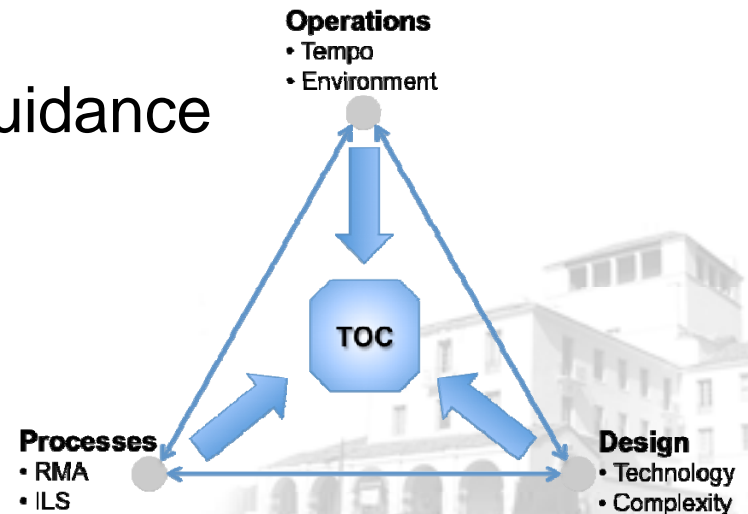 Operations
• Tempo
• Environment
uidance
TOC
Processes
• RMA
• ILS
Design
• Technology
• Complexity